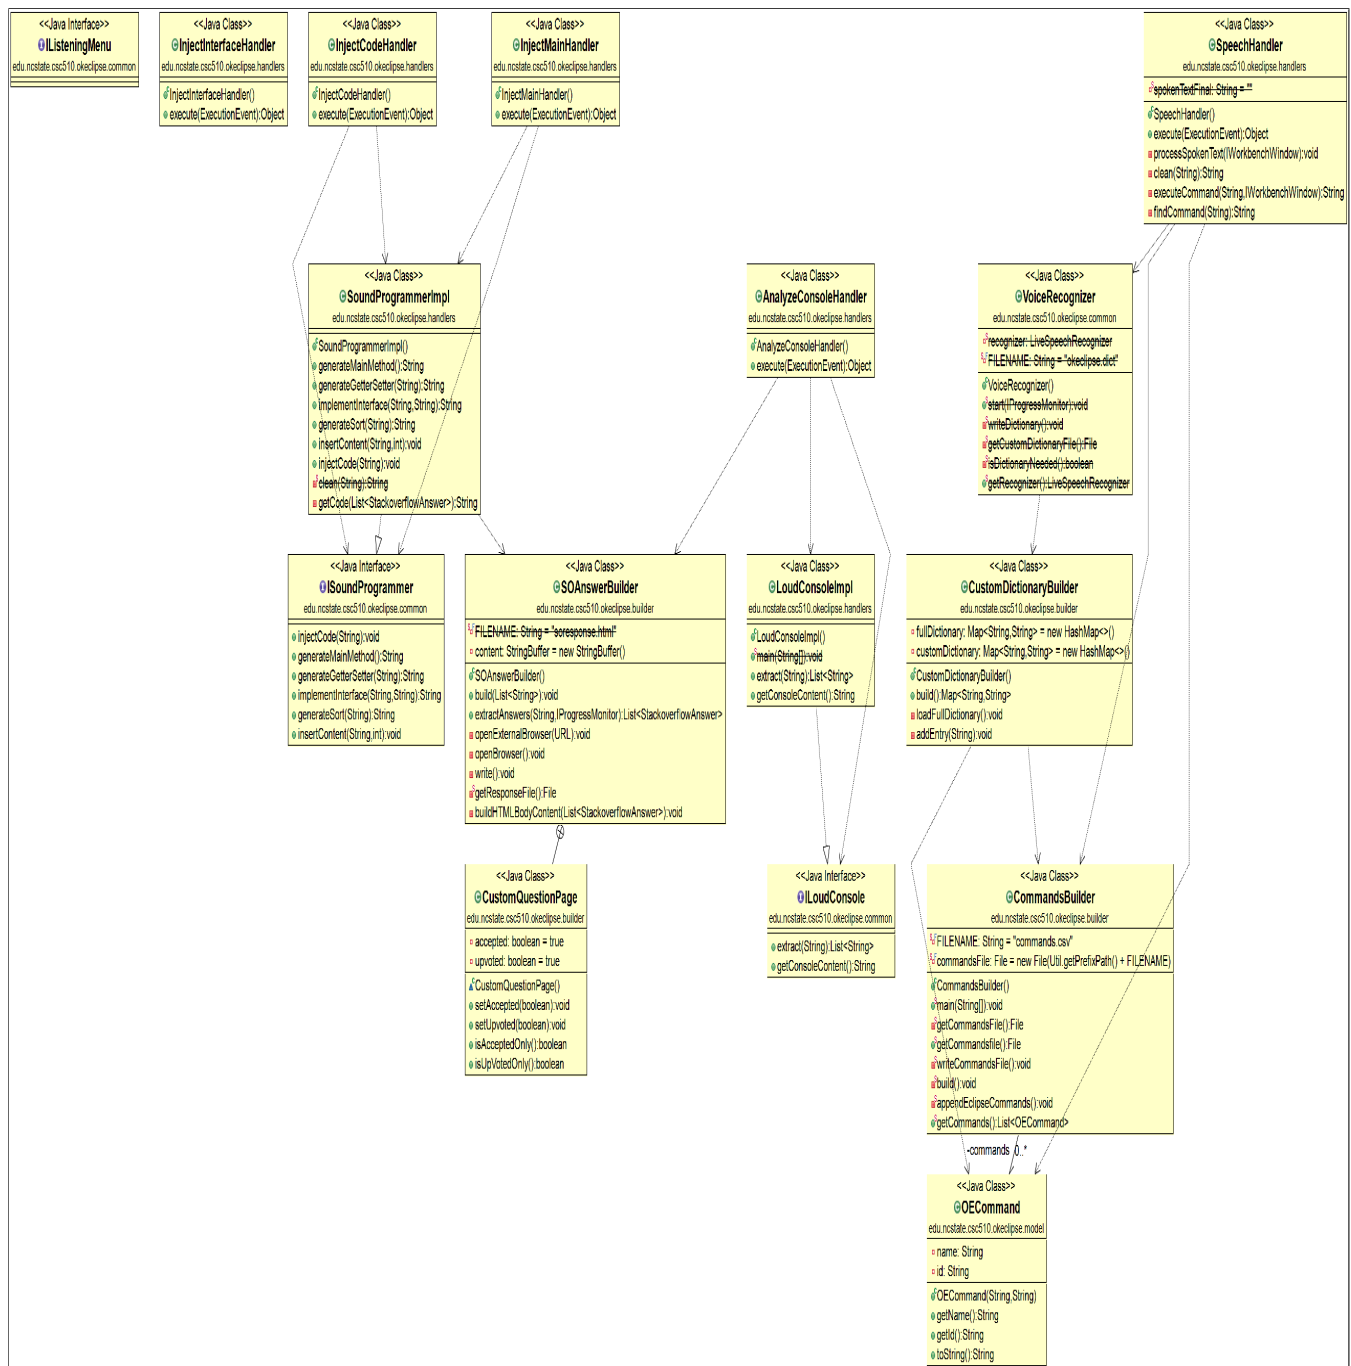 <<Java Interface>>
IListeningMenu
edu.ncstate.csc510.okeclipse.common
<<Java Class>>
InjectInterfaceHandler
edu.ncstate.csc510.okeclipse.handlers
InjectInterfaceHandler()
execute(ExecutionEvent):Object
<<Java Class>>
InjectCodeHandler
edu.ncstate.csc510.okeclipse.handlers
InjectCodeHandler()
execute(ExecutionEvent):Object
<<Java Class>>
InjectMainHandler
edu.ncstate.csc510.okeclipse.handlers
InjectMainHandler()
execute(ExecutionEvent):Object
<<Java Class>>
SpeechHandler
edu.ncstate.csc510.okeclipse.handlers
spokenTextFinal: String = ""
SpeechHandler()
execute(ExecutionEvent):Object
processSpokenText(IWorkbenchWindow):void
clean(String):String
executeCommand(String,IWorkbenchWindow):String
findCommand(String):String
<<Java Class>>
SoundProgrammerImpl
edu.ncstate.csc510.okeclipse.handlers
SoundProgrammerImpl()
generateMainMethod():String
generateGetterSetter(String):String
implementInterface(String,String):String
generateSort(String):String
insertContent(String,int):void
injectCode(String):void
clean(String):String
getCode(List<StackoverflowAnswer>):String
<<Java Class>>
AnalyzeConsoleHandler
edu.ncstate.csc510.okeclipse.handlers
AnalyzeConsoleHandler()
execute(ExecutionEvent):Object
<<Java Class>>
VoiceRecognizer
edu.ncstate.csc510.okeclipse.common
recognizer: LiveSpeechRecognizer
FILENAME: String = "okeclipse.dict"
VoiceRecognizer()
start(IProgressMonitor):void
writeDictionary():void
getCustomDictionaryFile():File
isDictionaryNeeded():boolean
getRecognizer():LiveSpeechRecognizer
<<Java Interface>>
ISoundProgrammer
edu.ncstate.csc510.okeclipse.common
injectCode(String):void
generateMainMethod():String
generateGetterSetter(String):String
implementInterface(String,String):String
generateSort(String):String
insertContent(String,int):void
<<Java Class>>
SOAnswerBuilder
edu.ncstate.csc510.okeclipse.builder
FILENAME: String = "soresponse.html"
content: StringBuffer = new StringBuffer()
SOAnswerBuilder()
build(List<String>):void
extractAnswers(String,IProgressMonitor):List<StackoverflowAnswer>
openExternalBrowser(URL):void
openBrowser():void
write():void
getResponseFile():File
buildHTMLBodyContent(List<StackoverflowAnswer>):void
<<Java Class>>
LoudConsoleImpl
edu.ncstate.csc510.okeclipse.handlers
LoudConsoleImpl()
main(String[]):void
extract(String):List<String>
getConsoleContent():String
<<Java Class>>
CustomDictionaryBuilder
edu.ncstate.csc510.okeclipse.builder
fullDictionary: Map<String,String> = new HashMap<>()
customDictionary: Map<String,String> = new HashMap<>()
CustomDictionaryBuilder()
build():Map<String,String>
loadFullDictionary():void
addEntry(String):void
<<Java Class>>
CustomQuestionPage
edu.ncstate.csc510.okeclipse.builder
accepted: boolean = true
upvoted: boolean = true
CustomQuestionPage()
setAccepted(boolean):void
setUpvoted(boolean):void
isAcceptedOnly():boolean
isUpVotedOnly():boolean
<<Java Interface>>
ILoudConsole
edu.ncstate.csc510.okeclipse.common
extract(String):List<String>
getConsoleContent():String
<<Java Class>>
CommandsBuilder
edu.ncstate.csc510.okeclipse.builder
FILENAME: String = "commands.csv"
commandsFile: File = new File(Util.getPrefixPath() + FILENAME)
CommandsBuilder()
main(String[]):void
getCommandsFile():File
getCommandsfile():File
writeCommandsFile():void
build():void
appendEclipseCommands():void
getCommands():List<OECommand>
-commands 0..*
<<Java Class>>
OECommand
edu.ncstate.csc510.okeclipse.model
name: String
id: String
OECommand(String,String)
getName():String
getId():String
toString():String